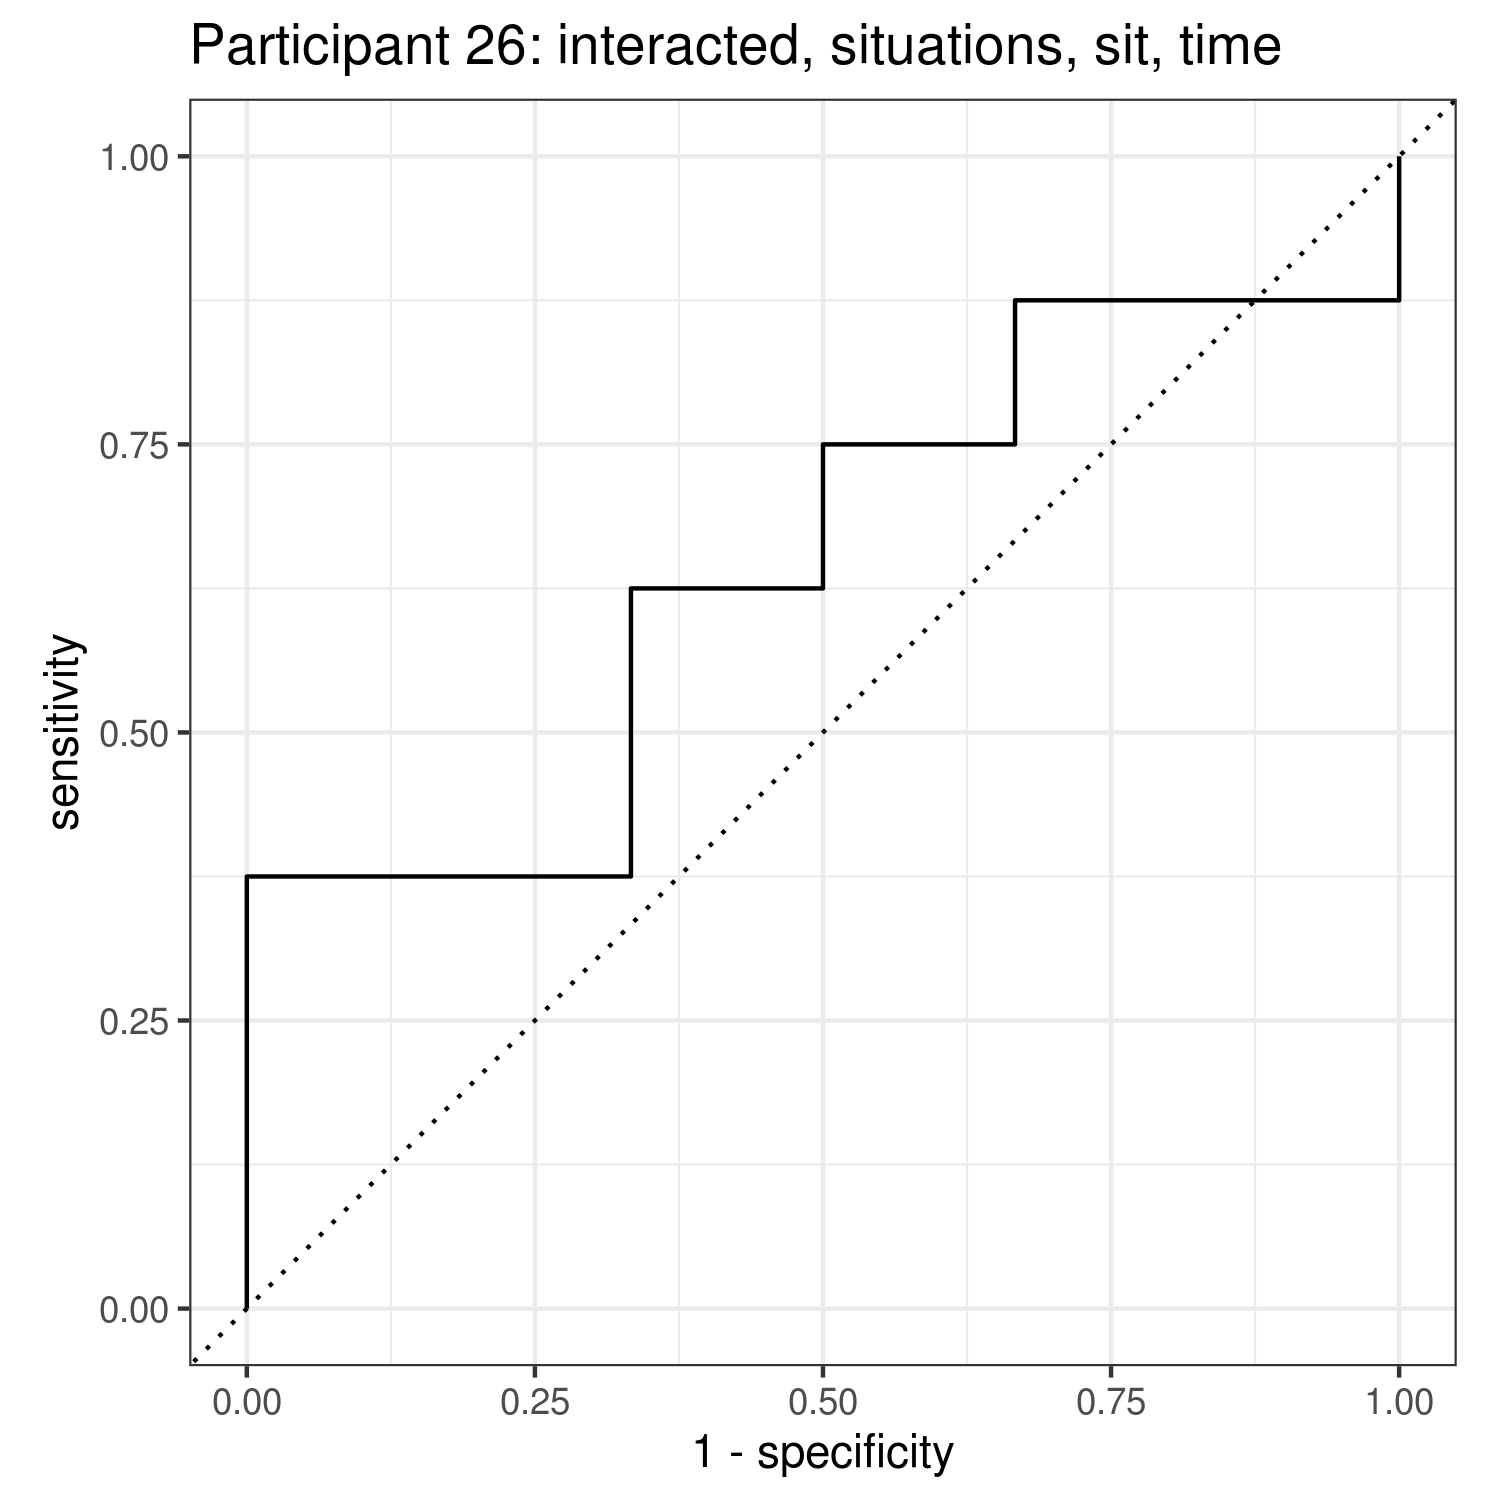 Participant 26: interacted, situations, sit, time
1.00
0.75
0.50
0.25
0.00
sensitivity
0.00 0.25 0.50 0.75 1.00
1 - specificity